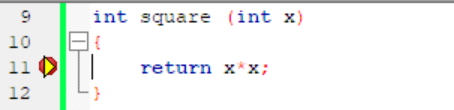 9 int square (int x)
10 {
11 return x*x;
12 }